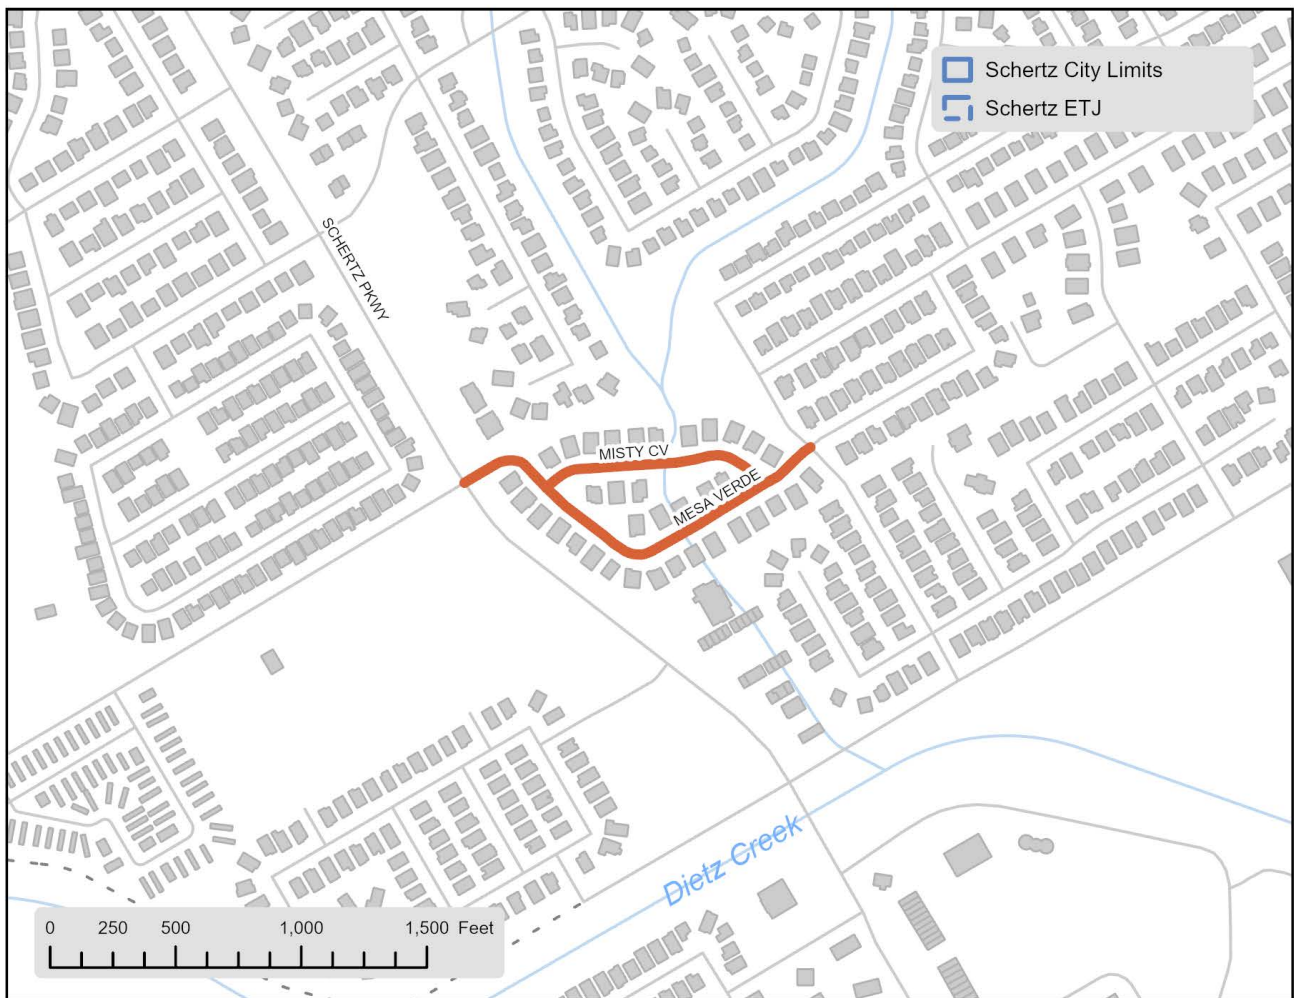 Schertz City Limits
Schertz ETJ
SCHERTZ PKWY
MISTY CV
MESA VERDE
Dietz Creek
0 250 500 1,000 1,500 Feet